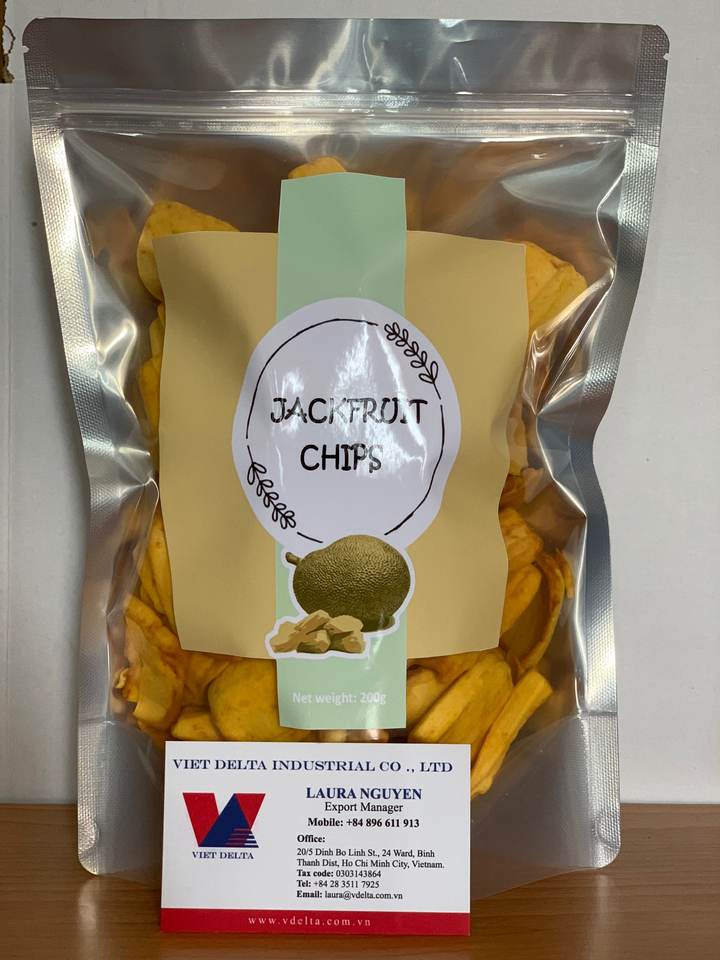 JACKFRUIT
CHIPS
Net weight: 200g
VIET DELTA INDUSTRIAL CO ., LTD
LAURA NGUYEN
Export Manager
Mobile: +84 896 611 913
VIET DELTA
Office:
20/5 Dinh Bo Linh St., 24 Ward, Binh
Thanh Dist, Ho Chi Minh City, Vietnam.
Tax code: 0303143864
Tel: +84 28 3511 7925
Email: laura@vdelta.com.vn
www.vdelta.com.vn